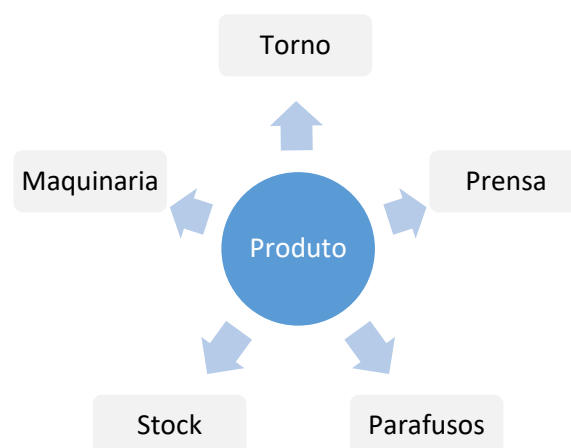 Torno
Maquinaria
Prensa
Produto
Stock
Parafusos